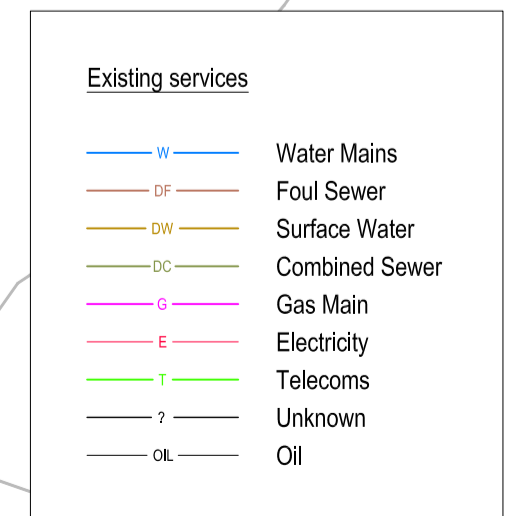 Existing services
W Water Mains
DF Foul Sewer
DW Surface Water
DC Combined Sewer
G Gas Main
E Electricity
T Telecoms
? Unknown
OIL Oil